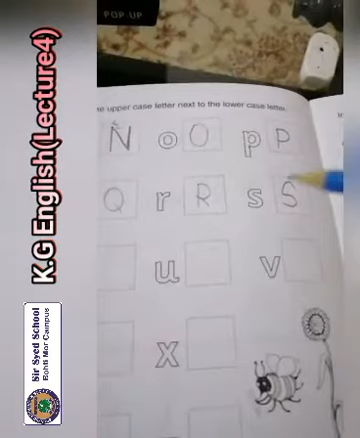 POP-UP
K.G English(Lecture4)
Sir Syed School
Bohti Mor Campus
e upper case letter next to the lower case letter.
N o O p P
Q r R s S
u v
x